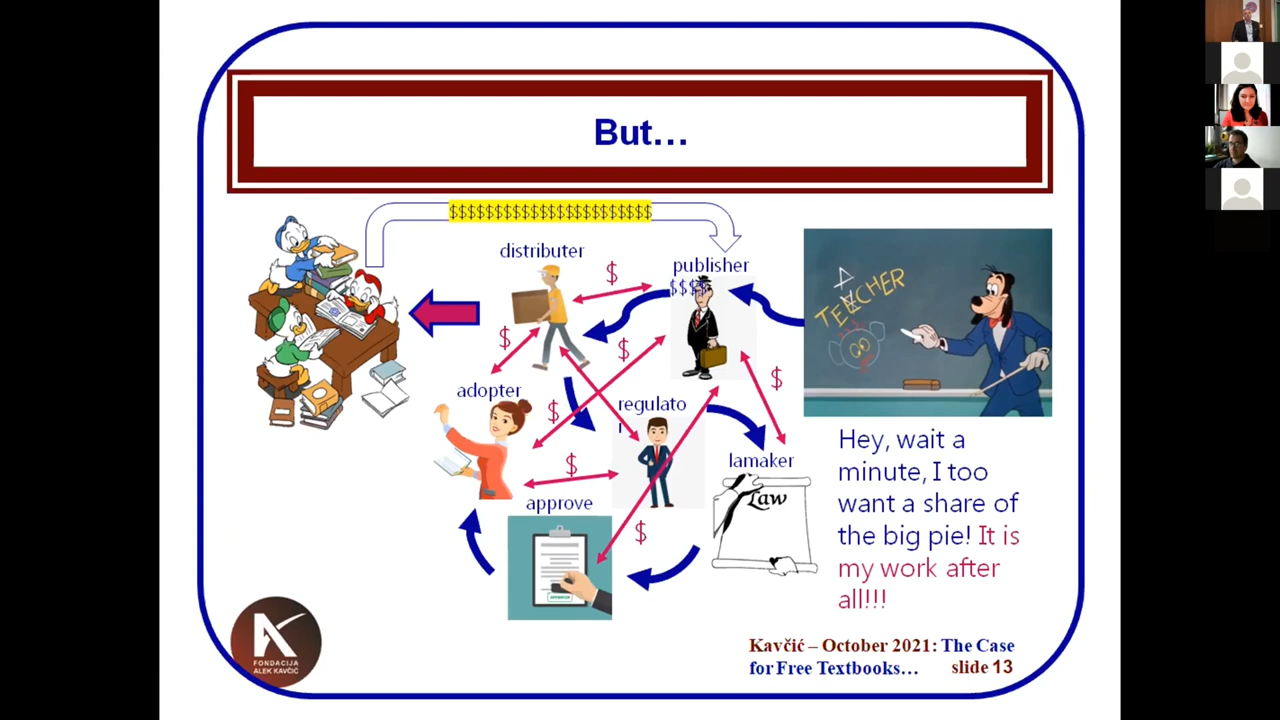 But…
$$$$$$$$$$$$$$$$$$$$$$
distributer
publisher
$
$$$$
$
$
adopter
$
$
regulato
r
$
lamaker
approve
$
Law
TEACHER
Hey, wait a
minute, I too
want a share of
the big pie! It is
my work after
all!!!
FONDACIJA
ALEK KAVČIĆ
Kavčić – October 2021: The Case
for Free Textbooks…
slide 13